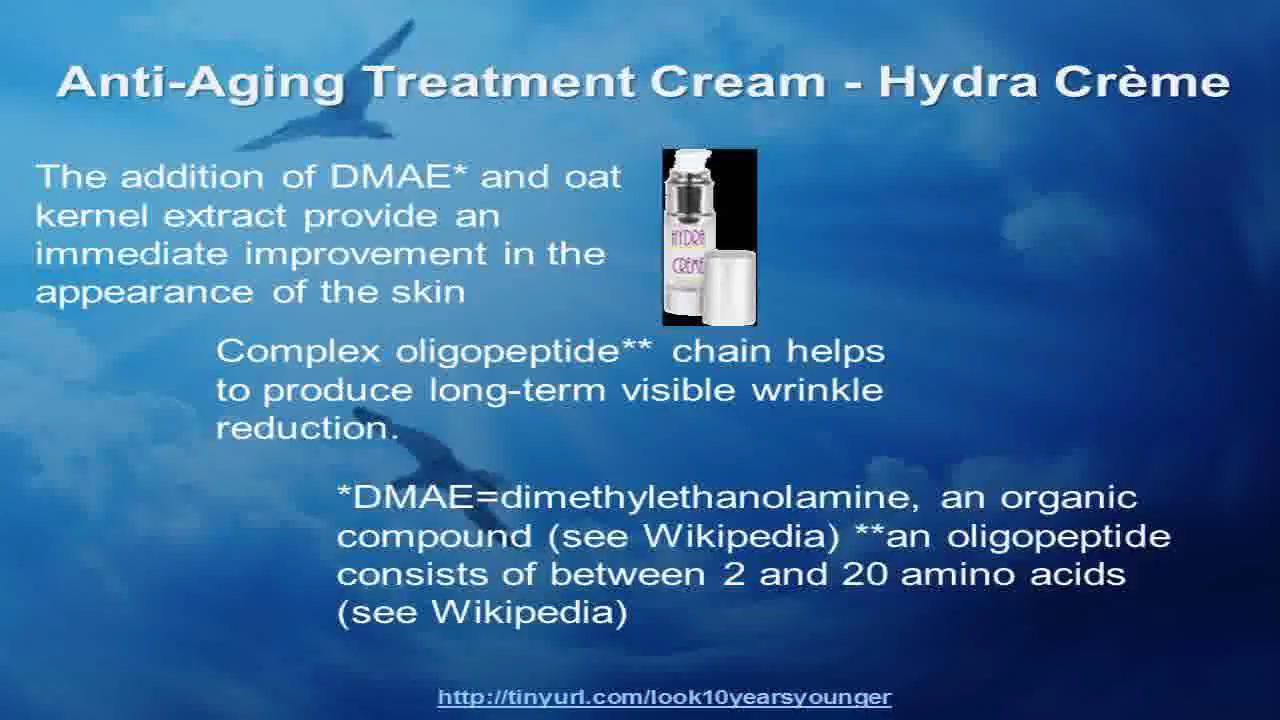 Anti-Aging Treatment Cream - Hydra Crème
The addition of DMAE* and oat
kernel extract provide an
immediate improvement in the
appearance of the skin
HYDRA
CREME
Complex oligopeptide** chain helps
to produce long-term visible wrinkle
reduction.
*DMAE=dimethylethanolamine, an organic
compound (see Wikipedia) **an oligopeptide
consists of between 2 and 20 amino acids
(see Wikipedia)
http://tinyurl.com/look10yearsyounger